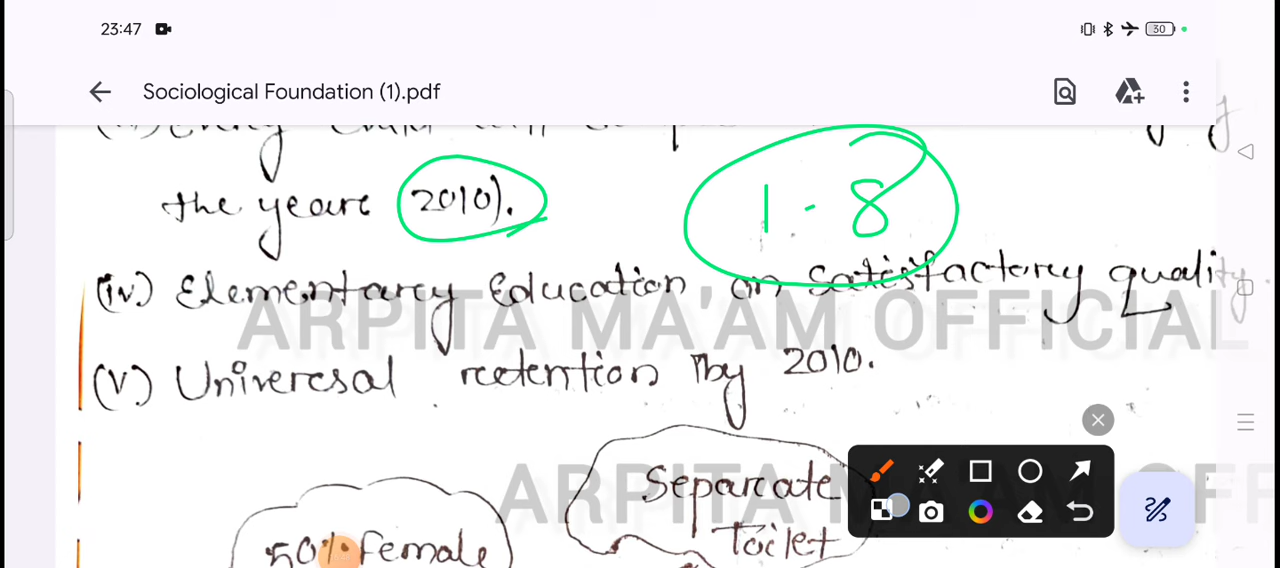 23:47
30
Sociological Foundation (1).pdf
the yeare 2010).
1 - 8
(iv) Elementary Education on Satisfactory quality
ARPITA MA'AM OFFICIAL
(v) Universal retention by 2010.
Separate
Toilet
50% female